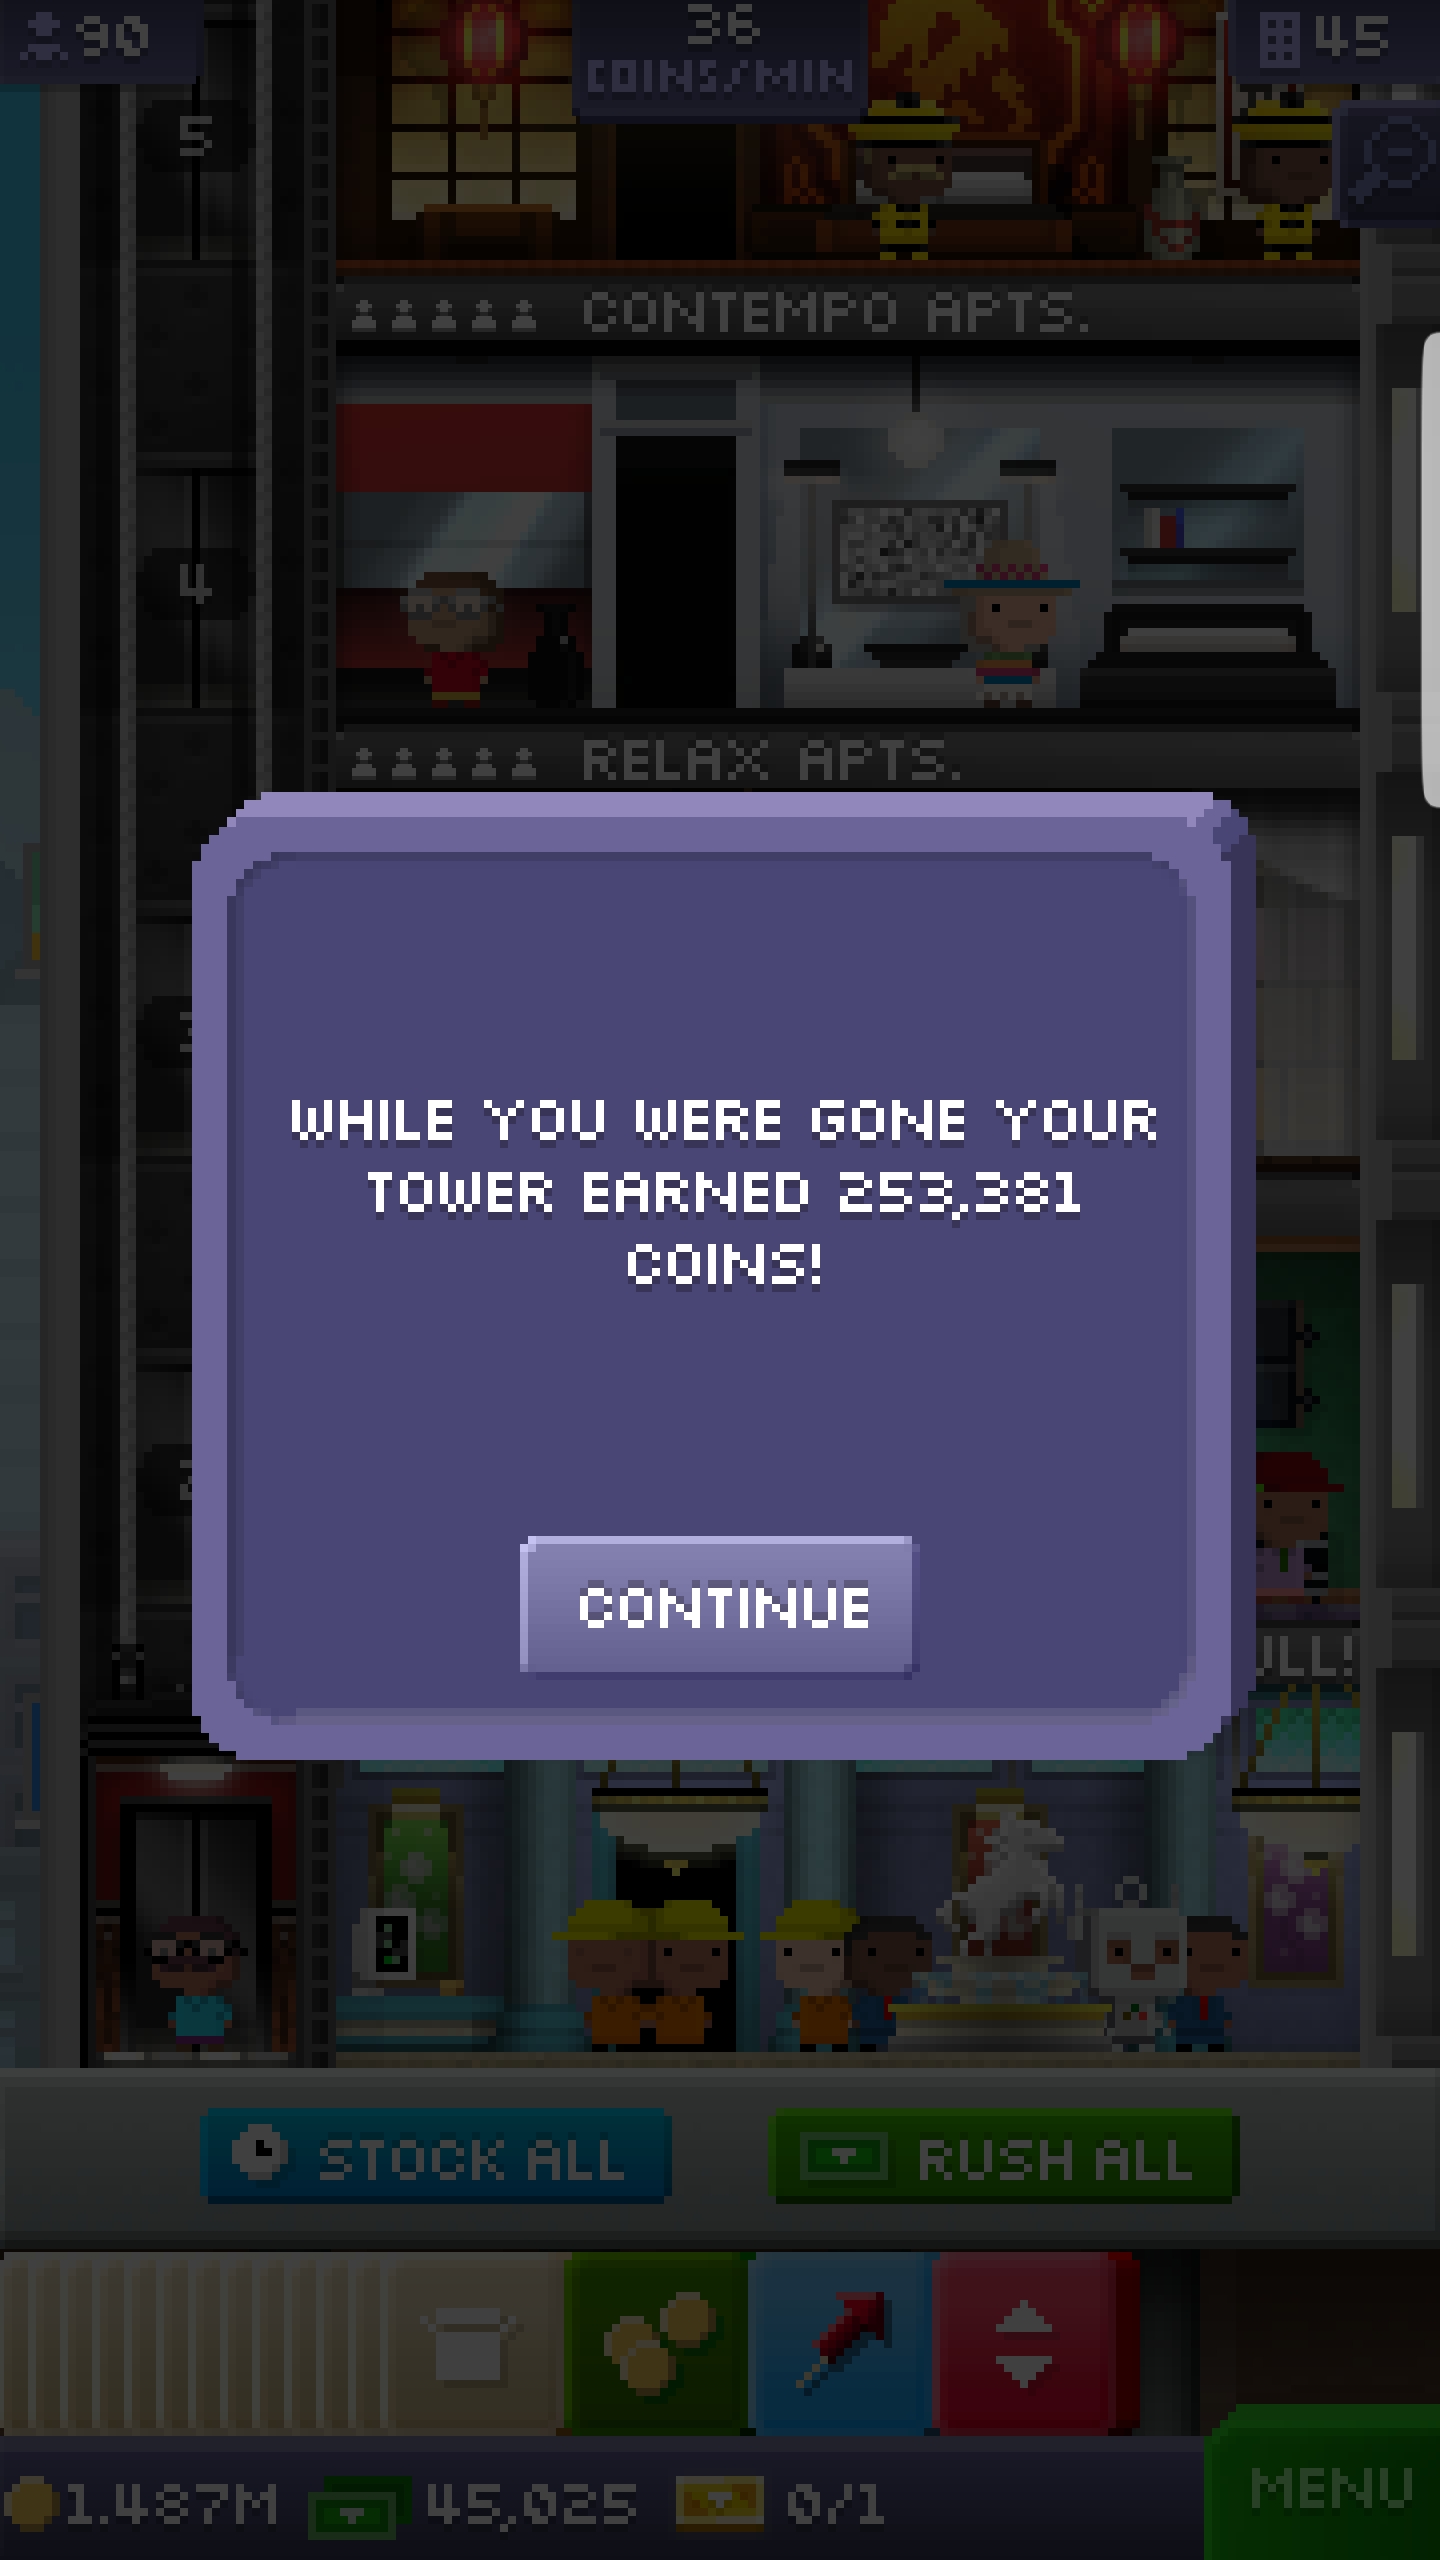 90
36
COINS/MIN
45
5
CONTEMPO APTS.
4
RELAX APTS.
WHILE YOU WERE GONE YOUR
TOWER EARNED 253,381
COINS!
CONTINUE
STOCK ALL
RUSH ALL
1.487M
45,025
0/1
MENU